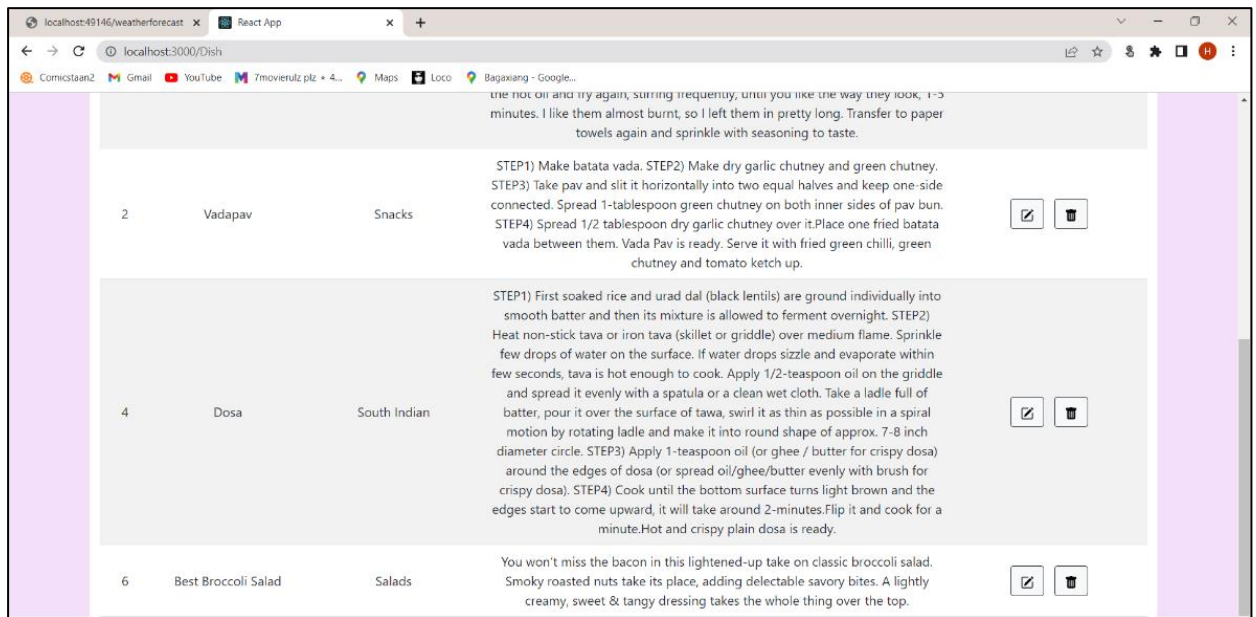 localhost:49146/weatherforecast
React App
localhost:3000/Dish
H
Comicstaan2
Gmail
YouTube
7movierulz plz + 4...
Maps
Loco
Bagaxiang - Google...
the hot oil and fry again, stirring frequently, until you like the way they look, 1-5
minutes. I like them almost burnt, so I left them in pretty long. Transfer to paper
towels again and sprinkle with seasoning to taste.
2
Vadapav
Snacks
STEP1) Make batata vada. STEP2) Make dry garlic chutney and green chutney.
STEP3) Take pav and slit it horizontally into two equal halves and keep one-side
connected. Spread 1-tablespoon green chutney on both inner sides of pav bun.
STEP4) Spread 1/2 tablespoon dry garlic chutney over it.Place one fried batata
vada between them. Vada Pav is ready. Serve it with fried green chilli, green
chutney and tomato ketch up.
4
Dosa
South Indian
STEP1) First soaked rice and urad dal (black lentils) are ground individually into
smooth batter and then its mixture is allowed to ferment overnight. STEP2)
Heat non-stick tava or iron tava (skillet or griddle) over medium flame. Sprinkle
few drops of water on the surface. If water drops sizzle and evaporate within
few seconds, tava is hot enough to cook. Apply 1/2-teaspoon oil on the griddle
and spread it evenly with a spatula or a clean wet cloth. Take a ladle full of
batter, pour it over the surface of tawa, swirl it as thin as possible in a spiral
motion by rotating ladle and make it into round shape of approx. 7-8 inch
diameter circle. STEP3) Apply 1-teaspoon oil (or ghee / butter for crispy dosa)
around the edges of dosa (or spread oil/ghee/butter evenly with brush for
crispy dosa). STEP4) Cook until the bottom surface turns light brown and the
edges start to come upward, it will take around 2-minutes.Flip it and cook for a
minute.Hot and crispy plain dosa is ready.
6
Best Broccoli Salad
Salads
You won't miss the bacon in this lightened-up take on classic broccoli salad.
Smoky roasted nuts take its place, adding delectable savory bites. A lightly
creamy, sweet & tangy dressing takes the whole thing over the top.